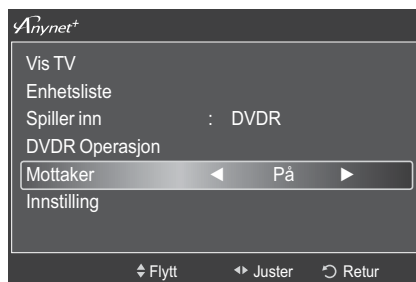 Anynet+
Vis TV
Enhetsliste
Spiller inn : DVDR
DVDR Operasjon
Mottaker ◀ På ▶
Innstilling
Flytt Juster Retur